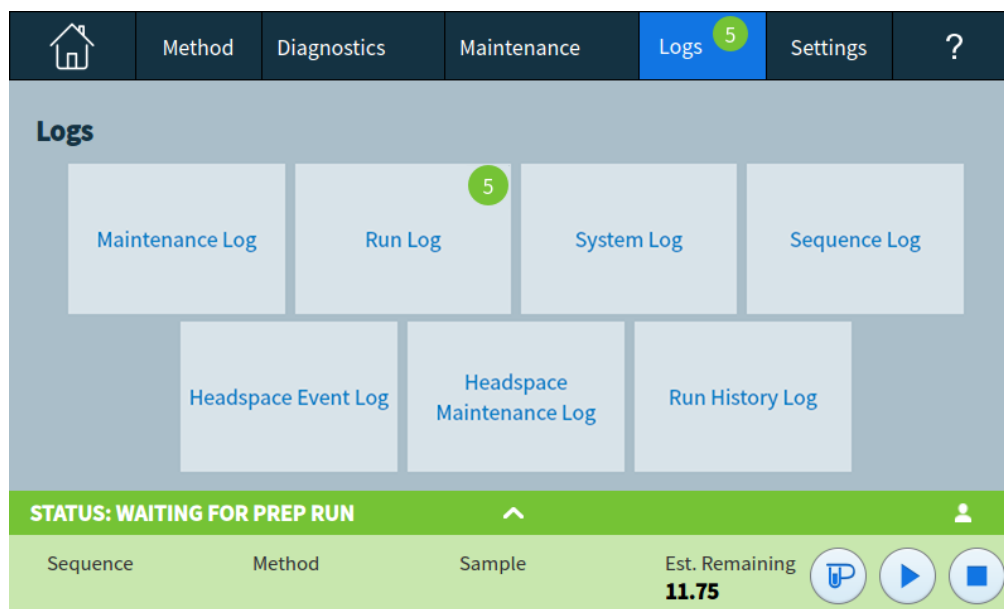 Method Diagnostics Maintenance Logs 5 Settings ?
Logs
5
Maintenance Log Run Log System Log Sequence Log
Headspace Event Log Headspace Maintenance Log Run History Log
STATUS: WAITING FOR PREP RUN
Sequence Method Sample Est. Remaining
11.75